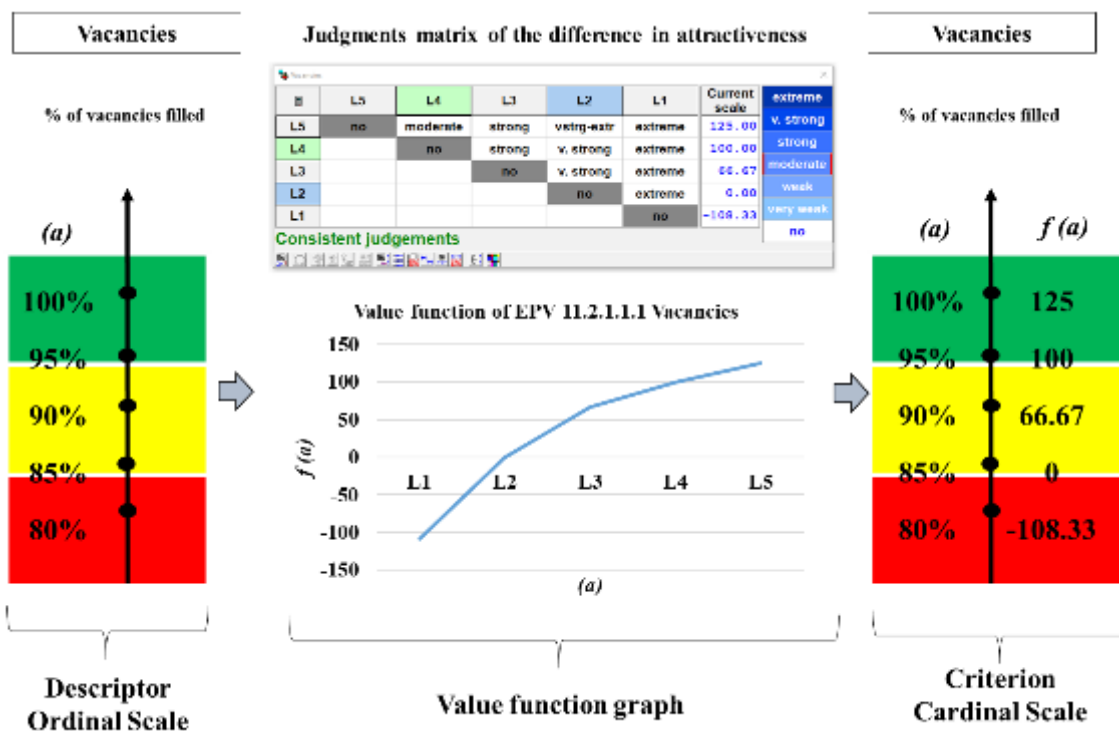 Vacancies
Judgments matrix of the difference in attractiveness
Vacancies
% of vacancies filled
Vacancies
L5 L4 L3 L2 L1 Current scale
L5 no moderate strong vstrg-extr extreme 125.00
L4 no strong v. strong extreme 100.00
L3 no v. strong extreme 66.67
L2 no extreme 0.00
L1 no -108.33
extreme
v. strong
strong
moderate
weak
very weak
no
Consistent judgements
% of vacancies filled
(a)
100%
95%
90%
85%
80%
Value function of EPV 11.2.1.1.1 Vacancies
150
100
50
0
-50
-100
-150
f (a)
L1 L2 L3 L4 L5
(a)
(a) f (a)
100% 125
95% 100
90% 66.67
85% 0
80% -108.33
Descriptor
Ordinal Scale
Value function graph
Criterion
Cardinal Scale